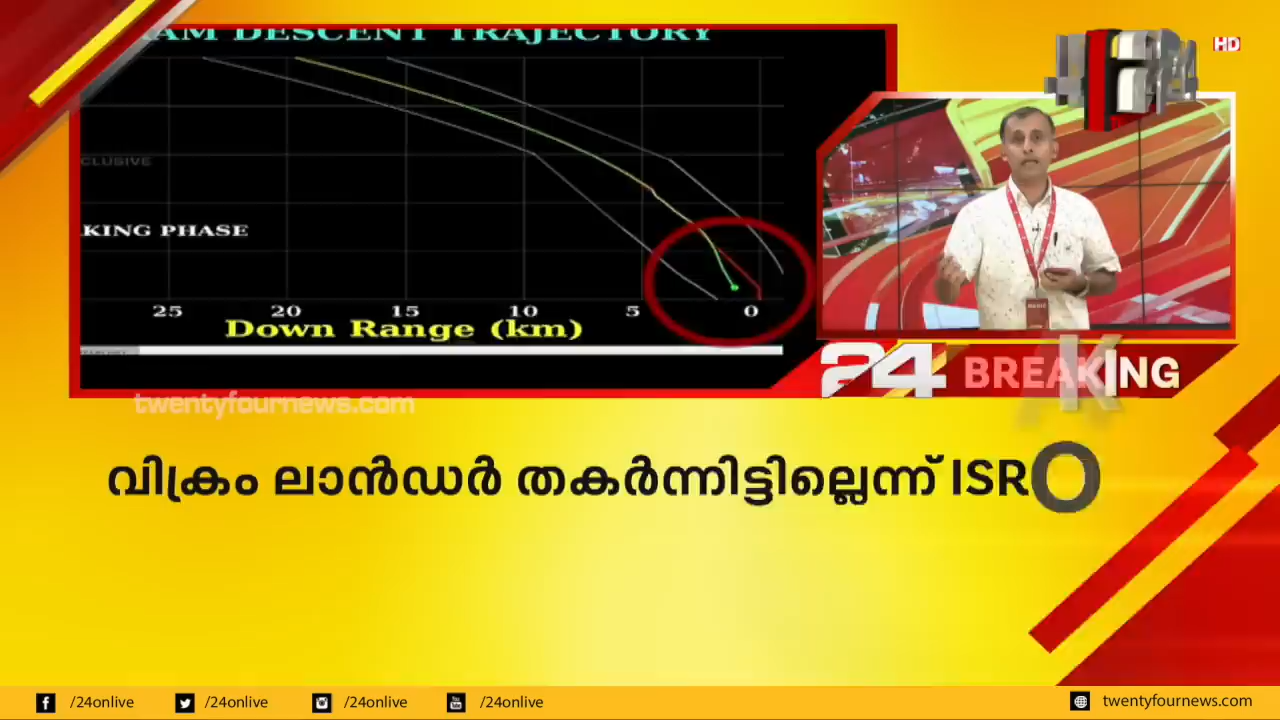 RAM DESCENT TRAJECTORY
HD
CLUSIVE
KING PHASE
25 20 15 10 5 0
Down Range (km)
24 BREAKING
twentyfournews.com
വിക്രം ലാൻഡർ തകർന്നിട്ടില്ലെന്ന് ISRO
/24onlive /24onlive /24onlive /24onlive twentyfournews.com